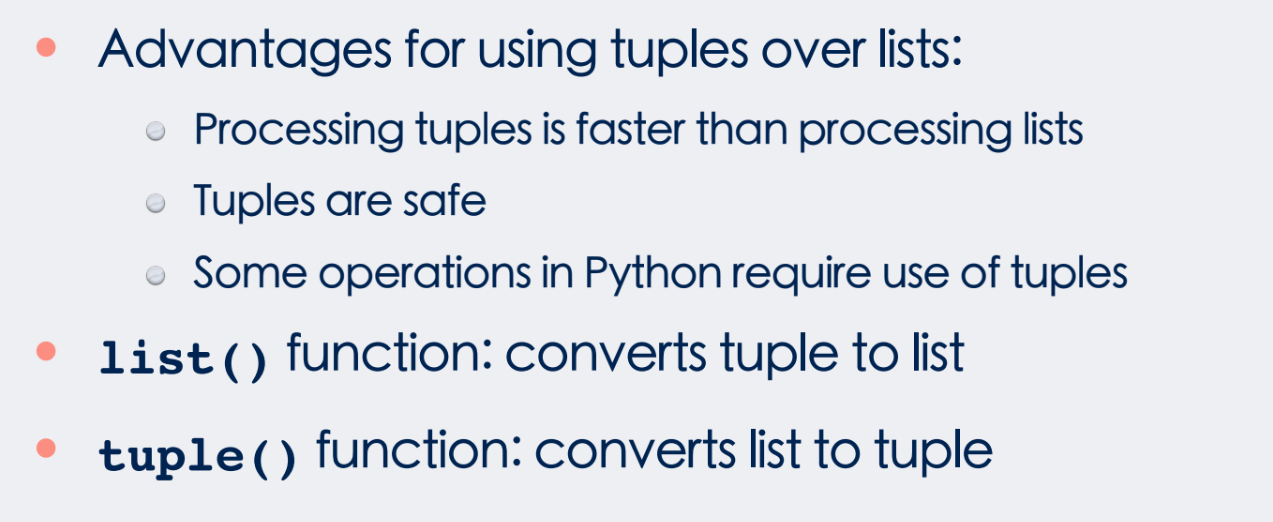 Advantages for using tuples over lists:
Processing tuples is faster than processing lists
Tuples are safe
Some operations in Python require use of tuples
list() function: converts tuple to list
tuple() function: converts list to tuple